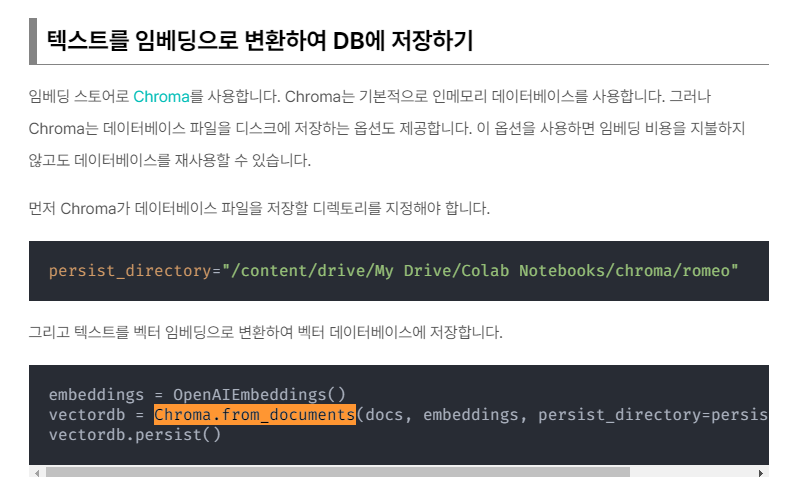 텍스트를 임베딩으로 변환하여 DB에 저장하기
임베딩 스토어로 Chroma를 사용합니다. Chroma는 기본적으로 인메모리 데이터베이스를 사용합니다. 그러나
Chroma는 데이터베이스 파일을 디스크에 저장하는 옵션도 제공합니다. 이 옵션을 사용하면 임베딩 비용을 지불하지
않고도 데이터베이스를 재사용할 수 있습니다.
먼저 Chroma가 데이터베이스 파일을 저장할 디렉토리를 지정해야 합니다.
persist_directory="/content/drive/My Drive/Colab Notebooks/chroma/romeo"
그리고 텍스트를 벡터 임베딩으로 변환하여 벡터 데이터베이스에 저장합니다.
embeddings = OpenAIEmbeddings()
vectordb = Chroma.from_documents(docs, embeddings, persist_directory=persis
vectordb.persist()